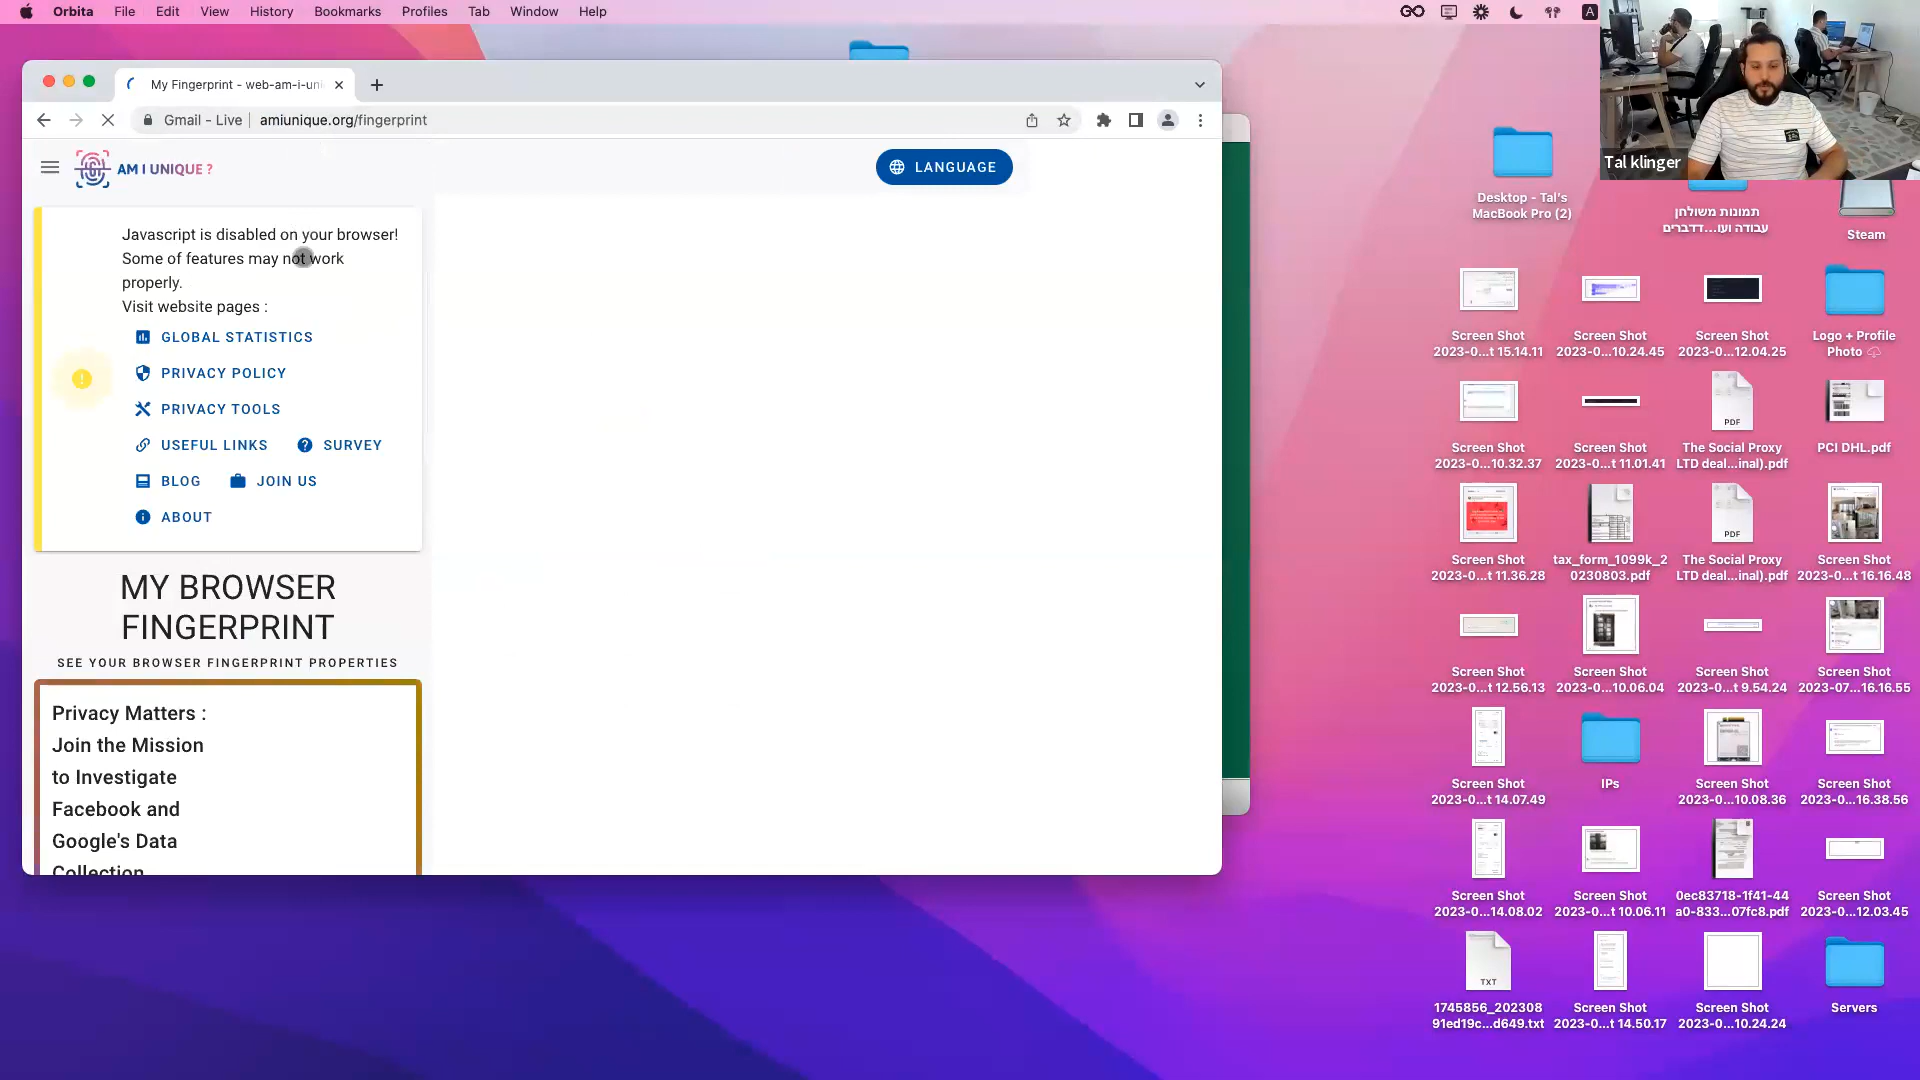 Orbita File Edit View History Bookmarks Profiles Tab Window Help
A
My Fingerprint - web-am-i-uni
Gmail - Live amiunique.org/fingerprint
AM I UNIQUE ?
LANGUAGE
Javascript is disabled on your browser!
Some of features may not work
properly.
Visit website pages :
GLOBAL STATISTICS
PRIVACY POLICY
PRIVACY TOOLS
USEFUL LINKS SURVEY
BLOG JOIN US
ABOUT
MY BROWSER
FINGERPRINT
SEE YOUR BROWSER FINGERPRINT PROPERTIES
Privacy Matters :
Join the Mission
to Investigate
Facebook and
Google's Data
Collection
Tal klinger
Desktop - Tal's
MacBook Pro (2)
תמונות משולחן
עבודה ועו...דדברים
Steam
Screen Shot
2023-0...t 15.14.11
Screen Shot
2023-0...10.24.45
Screen Shot
2023-0...12.04.25
Logo + Profile
Photo
Screen Shot
2023-0...10.32.37
Screen Shot
2023-0...t 11.01.41
PDF
The Social Proxy
LTD deal...inal).pdf
PCI DHL.pdf
Screen Shot
2023-0...t 11.36.28
tax_form_1099k_2
0230803.pdf
PDF
The Social Proxy
LTD deal...inal).pdf
Screen Shot
2023-0...t 16.16.48
Screen Shot
2023-0...t 12.56.13
Screen Shot
2023-0...10.06.04
Screen Shot
2023-0...t 9.54.24
Screen Shot
2023-07...16.16.55
Screen Shot
2023-0...t 14.07.49
IPs
Screen Shot
2023-0...10.08.36
Screen Shot
2023-0...16.38.56
Screen Shot
2023-0...14.08.02
Screen Shot
2023-0...t 10.06.11
0ec83718-1f41-44
a0-833...07fc8.pdf
Screen Shot
2023-0...12.03.45
TXT
1745856_202308
91ed19c...d649.txt
Screen Shot
2023-0...t 14.50.17
Screen Shot
2023-0...10.24.24
Servers